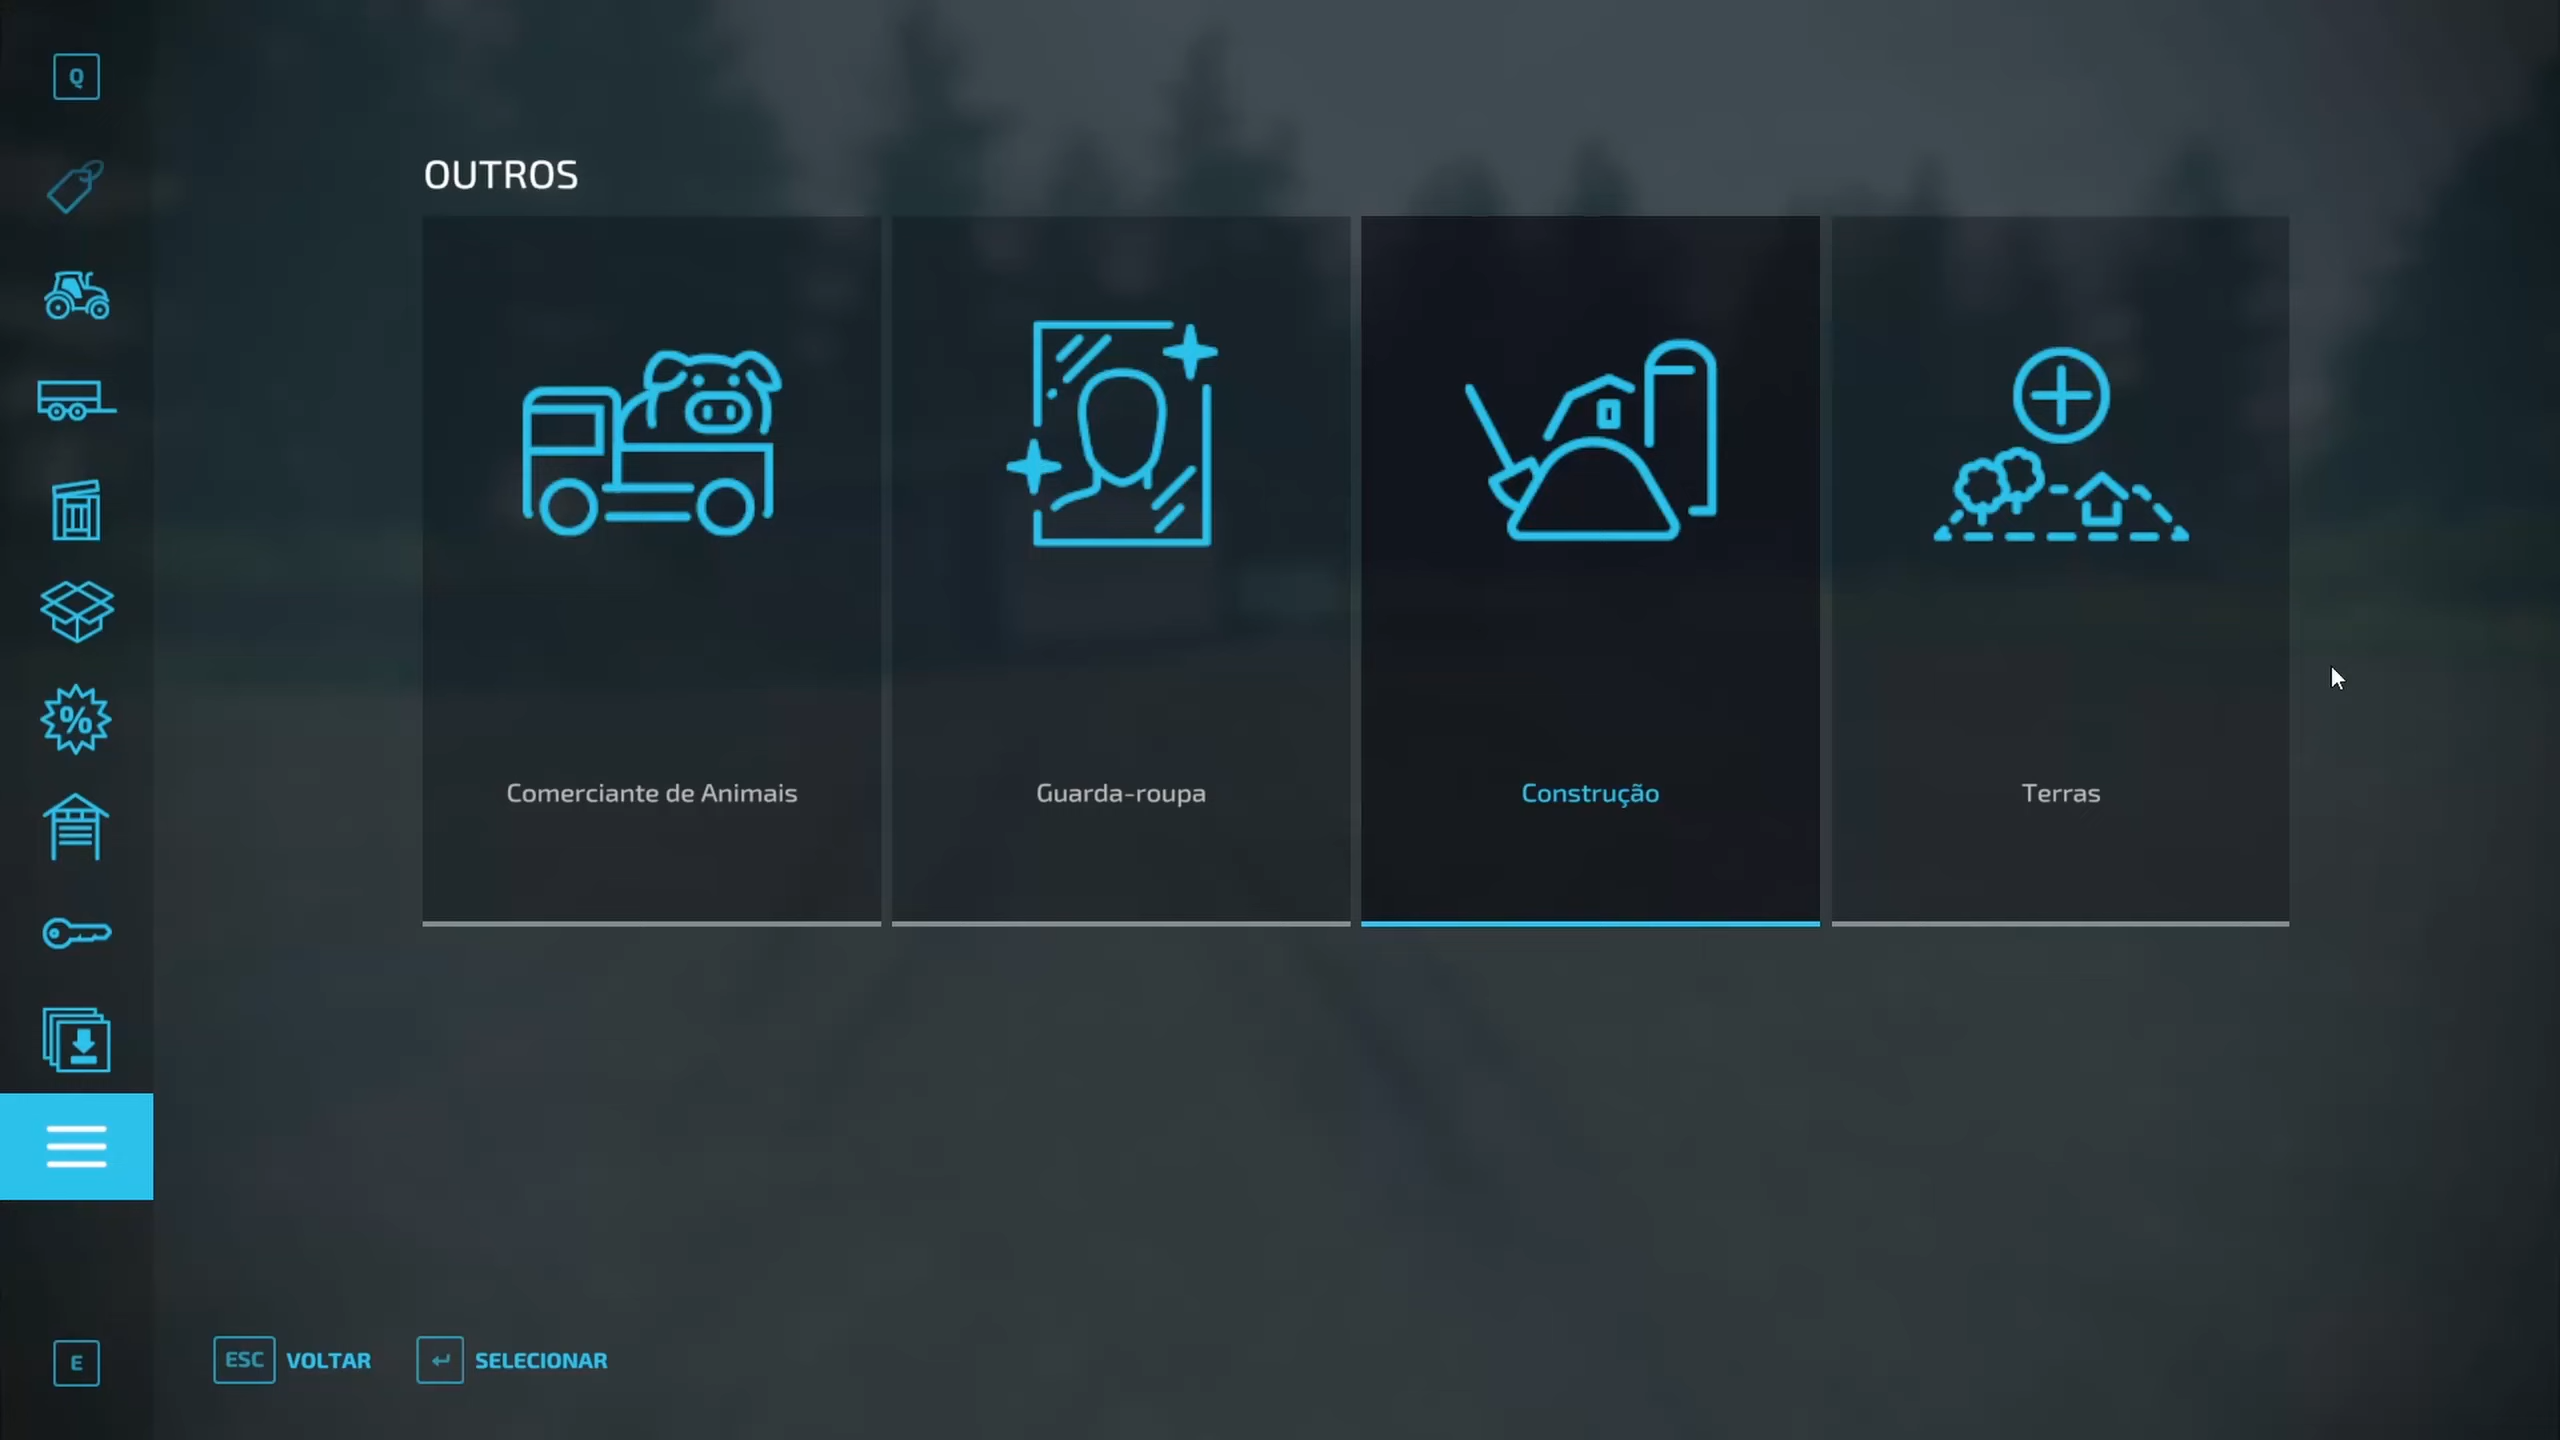 Q
OUTROS
%
Comerciante de Animais
Guarda-roupa
Construção
Terras
E
ESC VOLTAR
SELECIONAR